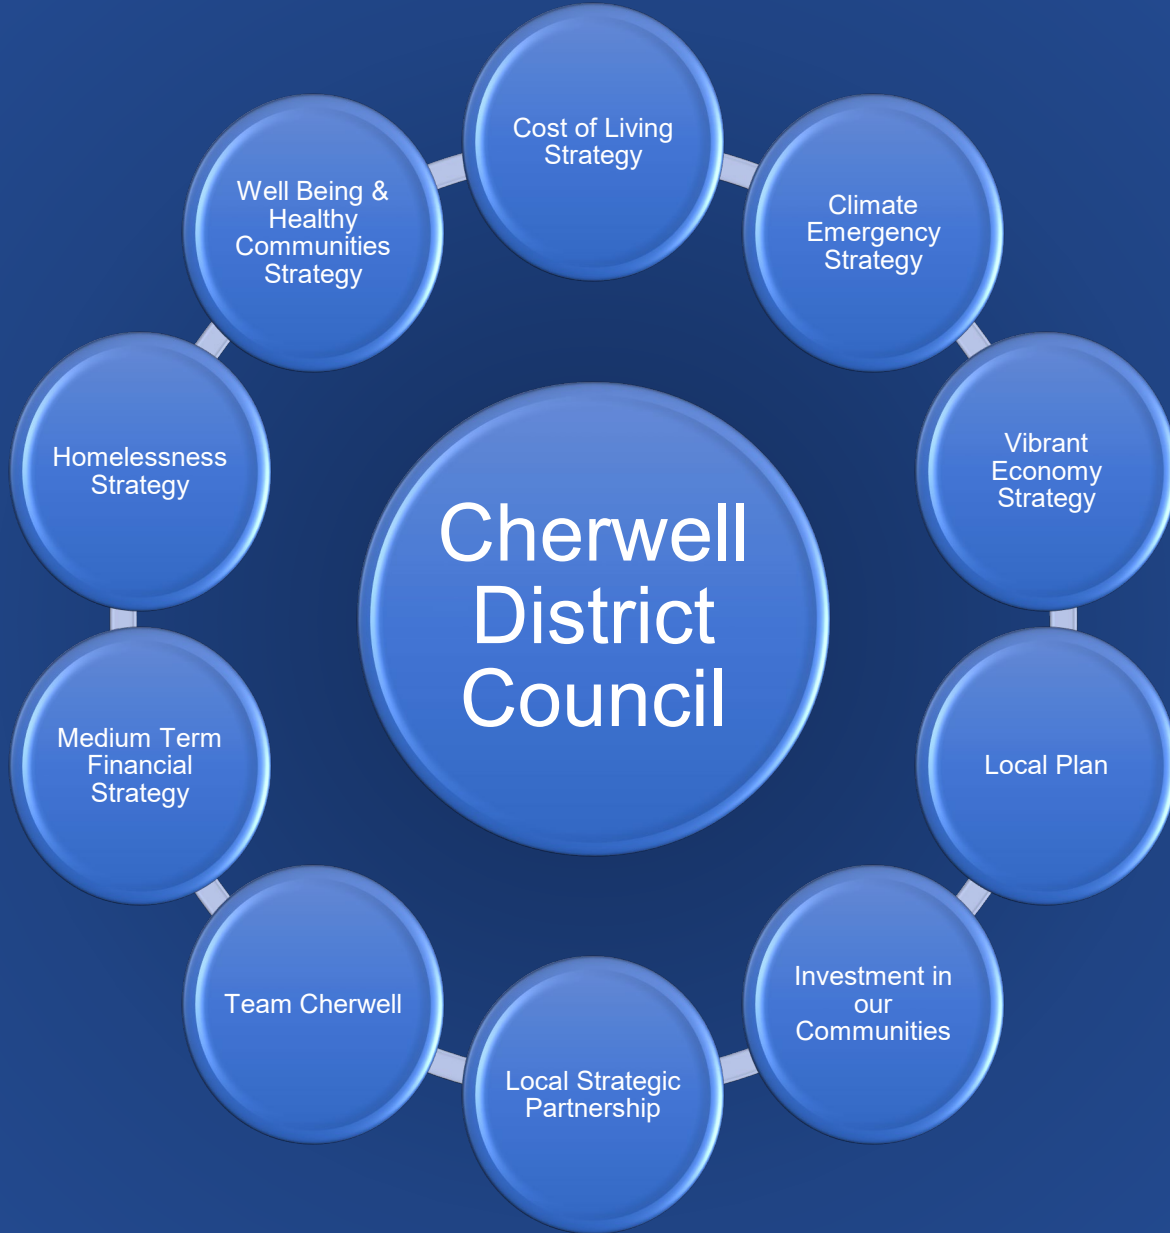 Cost of Living
Strategy
Climate
Emergency
Strategy
Vibrant
Economy
Strategy
Local Plan
Investment in
our
Communities
Local Strategic
Partnership
Team Cherwell
Medium Term
Financial
Strategy
Homelessness
Strategy
Well Being &
Healthy
Communities
Strategy
Cherwell
District
Council